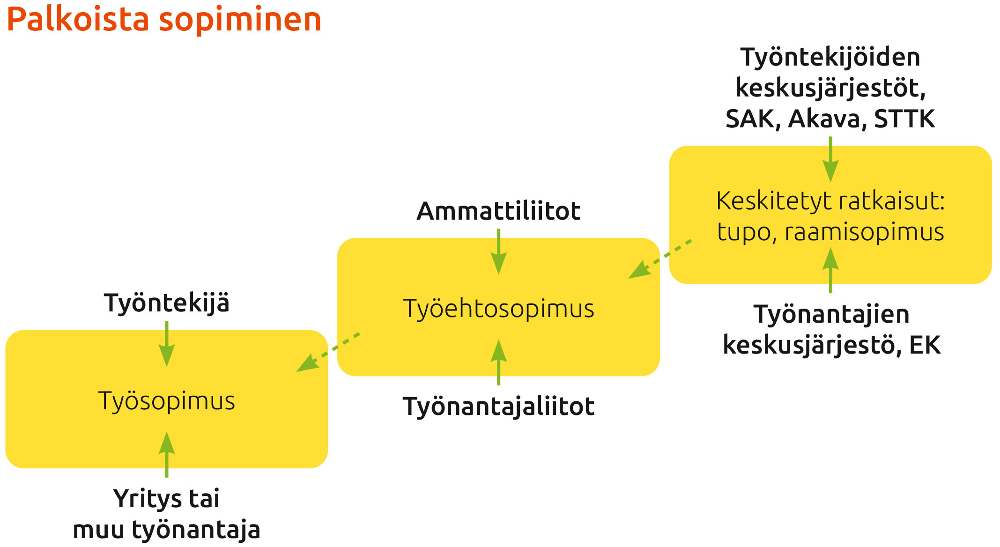 Palkoista sopiminen
Työntekijä
Työsopimus
Yritys tai
muu työnantaja
Ammattiliitot
Työehtosopimus
Työnantajaliitot
Työntekijöiden
keskusjärjestöt,
SAK, Akava, STTK
Keskitetyt ratkaisut:
tupo, raamisopimus
Työnantajien
keskusjärjestö, EK